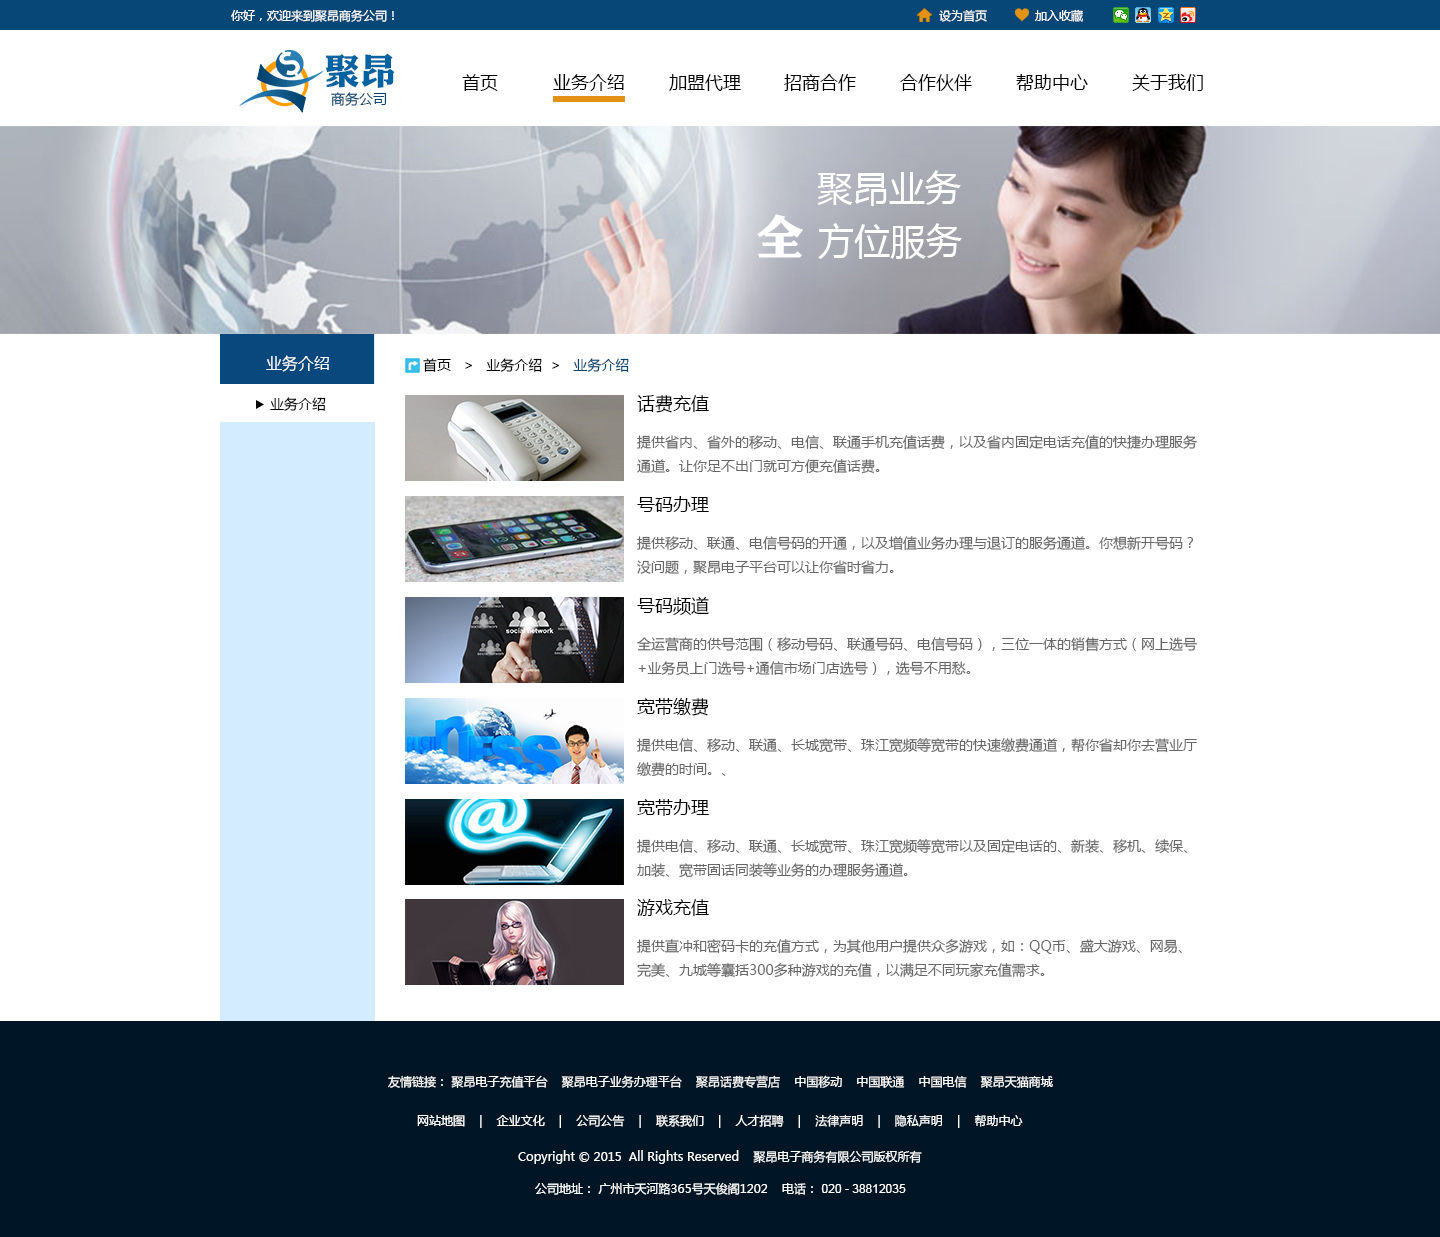 你好，欢迎来到聚昂商务公司！
设为首页
加入收藏
聚昂
商务公司
首页
业务介绍
加盟代理
招商合作
合作伙伴
帮助中心
关于我们
聚昂业务
全 方位服务
业务介绍
业务介绍
首页 > 业务介绍 > 业务介绍
话费充值
提供省内、省外的移动、电信、联通手机充值话费，以及省内固定电话充值的快捷办理服务
通道。让你足不出门就可方便充值话费。
号码办理
提供移动、联通、电信号码的开通，以及增值业务办理与退订的服务通道。你想新开号码？
没问题，聚昂电子平台可以让你省时省力。
social network
号码频道
全运营商的供号范围（移动号码、联通号码、电信号码），三位一体的销售方式（网上选号
+业务员上门选号+通信市场门店选号），选号不用愁。
宽带缴费
提供电信、移动、联通、长城宽带、珠江宽频等宽带的快速缴费通道，帮你省却你去营业厅
缴费的时间。、
@
宽带办理
提供电信、移动、联通、长城宽带、珠江宽频等宽带以及固定电话的、新装、移机、续保、
加装、宽带固话同装等业务的办理服务通道。
游戏充值
提供直冲和密码卡的充值方式，为其他用户提供众多游戏，如：QQ币、盛大游戏、网易、
完美、九城等囊括300多种游戏的充值，以满足不同玩家充值需求。
友情链接： 聚昂电子充值平台 聚昂电子业务办理平台 聚昂话费专营店 中国移动 中国联通 中国电信 聚昂天猫商城
网站地图 | 企业文化 | 公司公告 | 联系我们 | 人才招聘 | 法律声明 | 隐私声明 | 帮助中心
Copyright © 2015 All Rights Reserved 聚昂电子商务有限公司版权所有
公司地址： 广州市天河路365号天俊阁1202 电话： 020 - 38812035